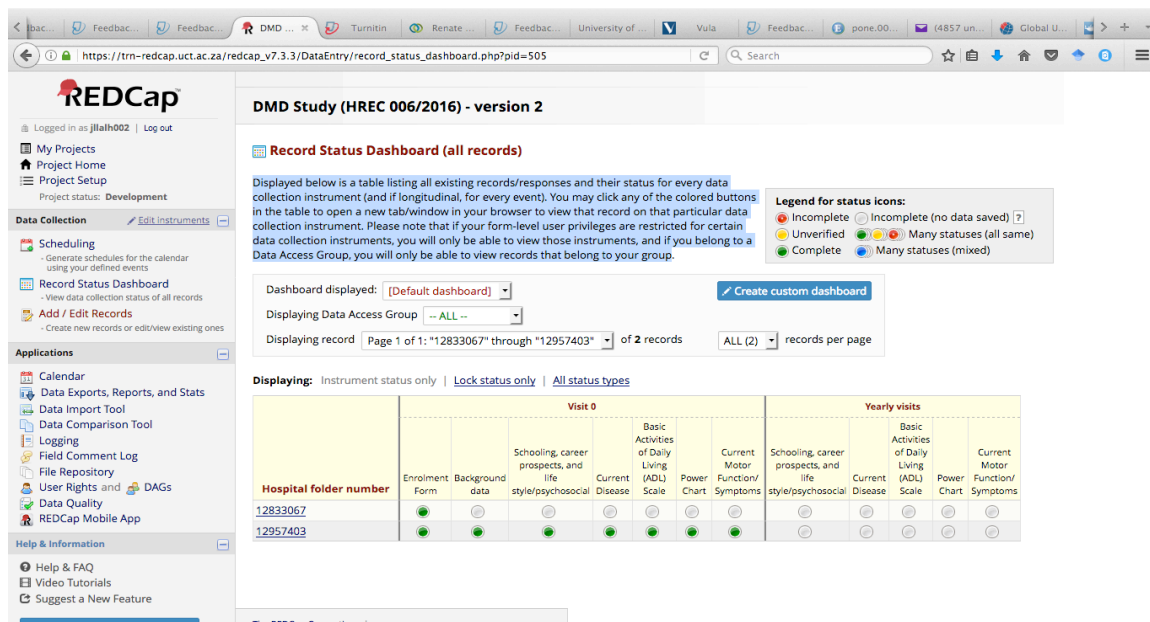 bac...
Feedbac...
Feedbac...
DMD ...
Turnitin
Renate ...
Feedbac...
University of ...
Vula
Feedbac...
pone.00...
(4857 un...
Global U...
https://trn-redcap.uct.ac.za/redcap_v7.3.3/DataEntry/record_status_dashboard.php?pid=505
Search
REDCap
Logged in as jllalh002 | Log out
My Projects
Project Home
Project Setup
Project status: Development
Data Collection
Edit instruments
Scheduling
- Generate schedules for the calendar
using your defined events
Record Status Dashboard
- View data collection status of all records
Add / Edit Records
- Create new records or edit/view existing ones
Applications
Calendar
Data Exports, Reports, and Stats
Data Import Tool
Data Comparison Tool
Logging
Field Comment Log
File Repository
User Rights and DAGs
Data Quality
REDCap Mobile App
Help & Information
Help & FAQ
Video Tutorials
Suggest a New Feature
DMD Study (HREC 006/2016) - version 2
Record Status Dashboard (all records)
Displayed below is a table listing all existing records/responses and their status for every data
collection instrument (and if longitudinal, for every event). You may click any of the colored buttons
in the table to open a new tab/window in your browser to view that record on that particular data
collection instrument. Please note that if your form-level user privileges are restricted for certain
data collection instruments, you will only be able to view those instruments, and if you belong to a
Data Access Group, you will only be able to view records that belong to your group.
Legend for status icons:
Incomplete Incomplete (no data saved) ?
Unverified Many statuses (all same)
Complete Many statuses (mixed)
Dashboard displayed: [Default dashboard]
Create custom dashboard
Displaying Data Access Group -- ALL --
Displaying record Page 1 of 1: "12833067" through "12957403" of 2 records ALL (2) records per page
Displaying: Instrument status only | Lock status only | All status types
Hospital folder number
Visit 0
Enrolment
Form
Background
data
Schooling, career
prospects, and
life
style/psychosocial
Current
Disease
Basic
Activities
of Daily
Living
(ADL)
Scale
Power
Chart
Current
Motor
Function/
Symptoms
Yearly visits
Schooling, career
prospects, and
life
style/psychosocial
Current
Disease
Basic
Activities
of Daily
Living
(ADL)
Scale
Power
Chart
Current
Motor
Function/
Symptoms
12833067
12957403